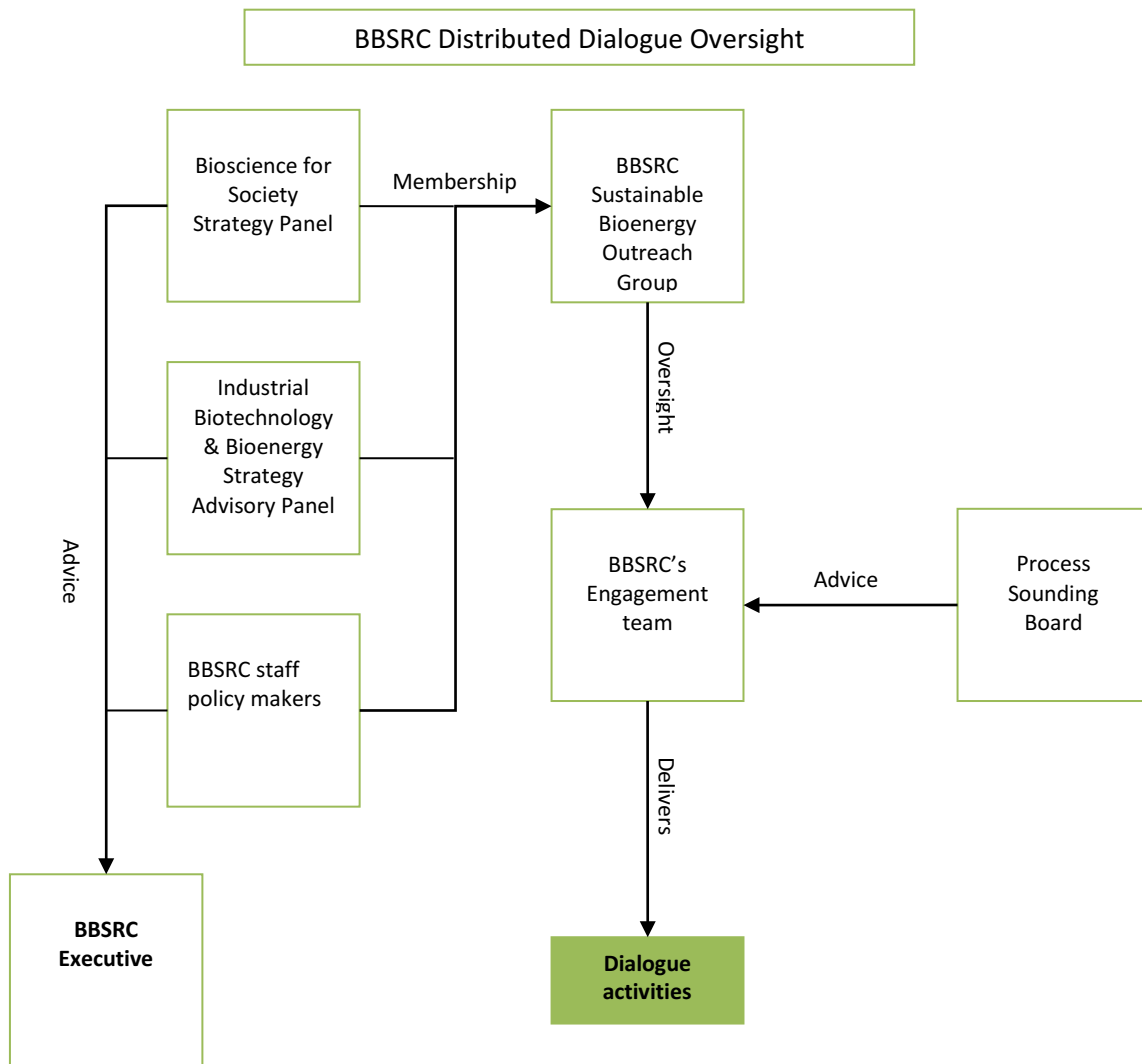 BBSRC Distributed Dialogue Oversight
Bioscience for
Society
Strategy Panel
Membership
BBSRC
Sustainable
Bioenergy
Outreach
Group
Industrial
Biotechnology
& Bioenergy
Strategy
Advisory Panel
Oversight
Advice
BBSRC’s
Engagement
team
Advice
Process
Sounding
Board
BBSRC staff
policy makers
Delivers
BBSRC
Executive
Dialogue
activities